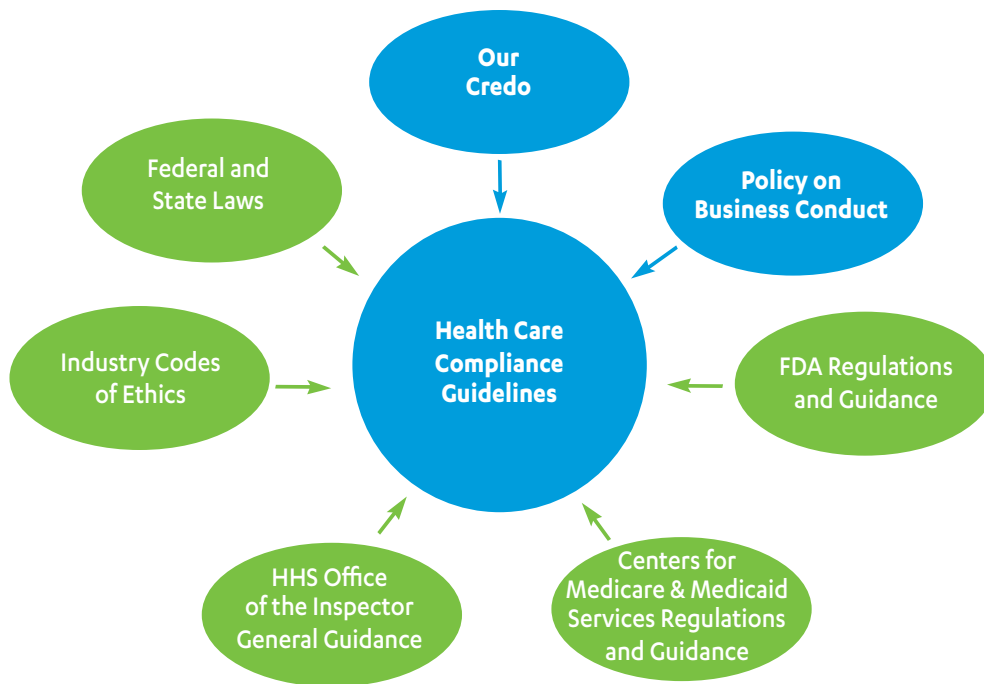 Our
Credo
Federal and
State Laws
Policy on
Business Conduct
Health Care
Compliance
Guidelines
Industry Codes
of Ethics
FDA Regulations
and Guidance
HHS Office
of the Inspector
General Guidance
Centers for
Medicare & Medicaid
Services Regulations
and Guidance